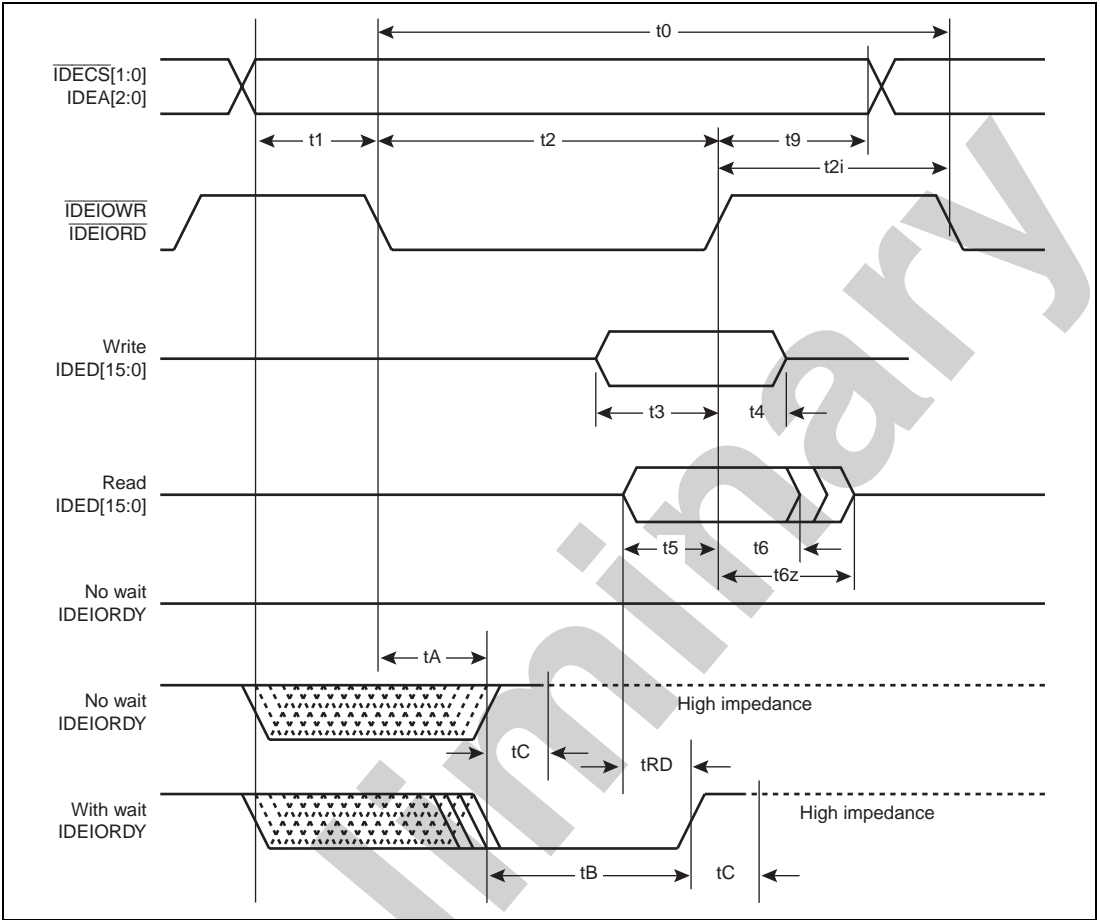 t0
IDECS[1:0]
IDEA[2:0]
t1
t2
t9
t2i
IDEIOWR
IDEIORD
Write
IDED[15:0]
t3
t4
Read
IDED[15:0]
t5
t6
t6z
No wait
IDEIORDY
tA
No wait
IDEIORDY
High impedance
tC
tRD
With wait
IDEIORDY
High impedance
tB
tC
liminary